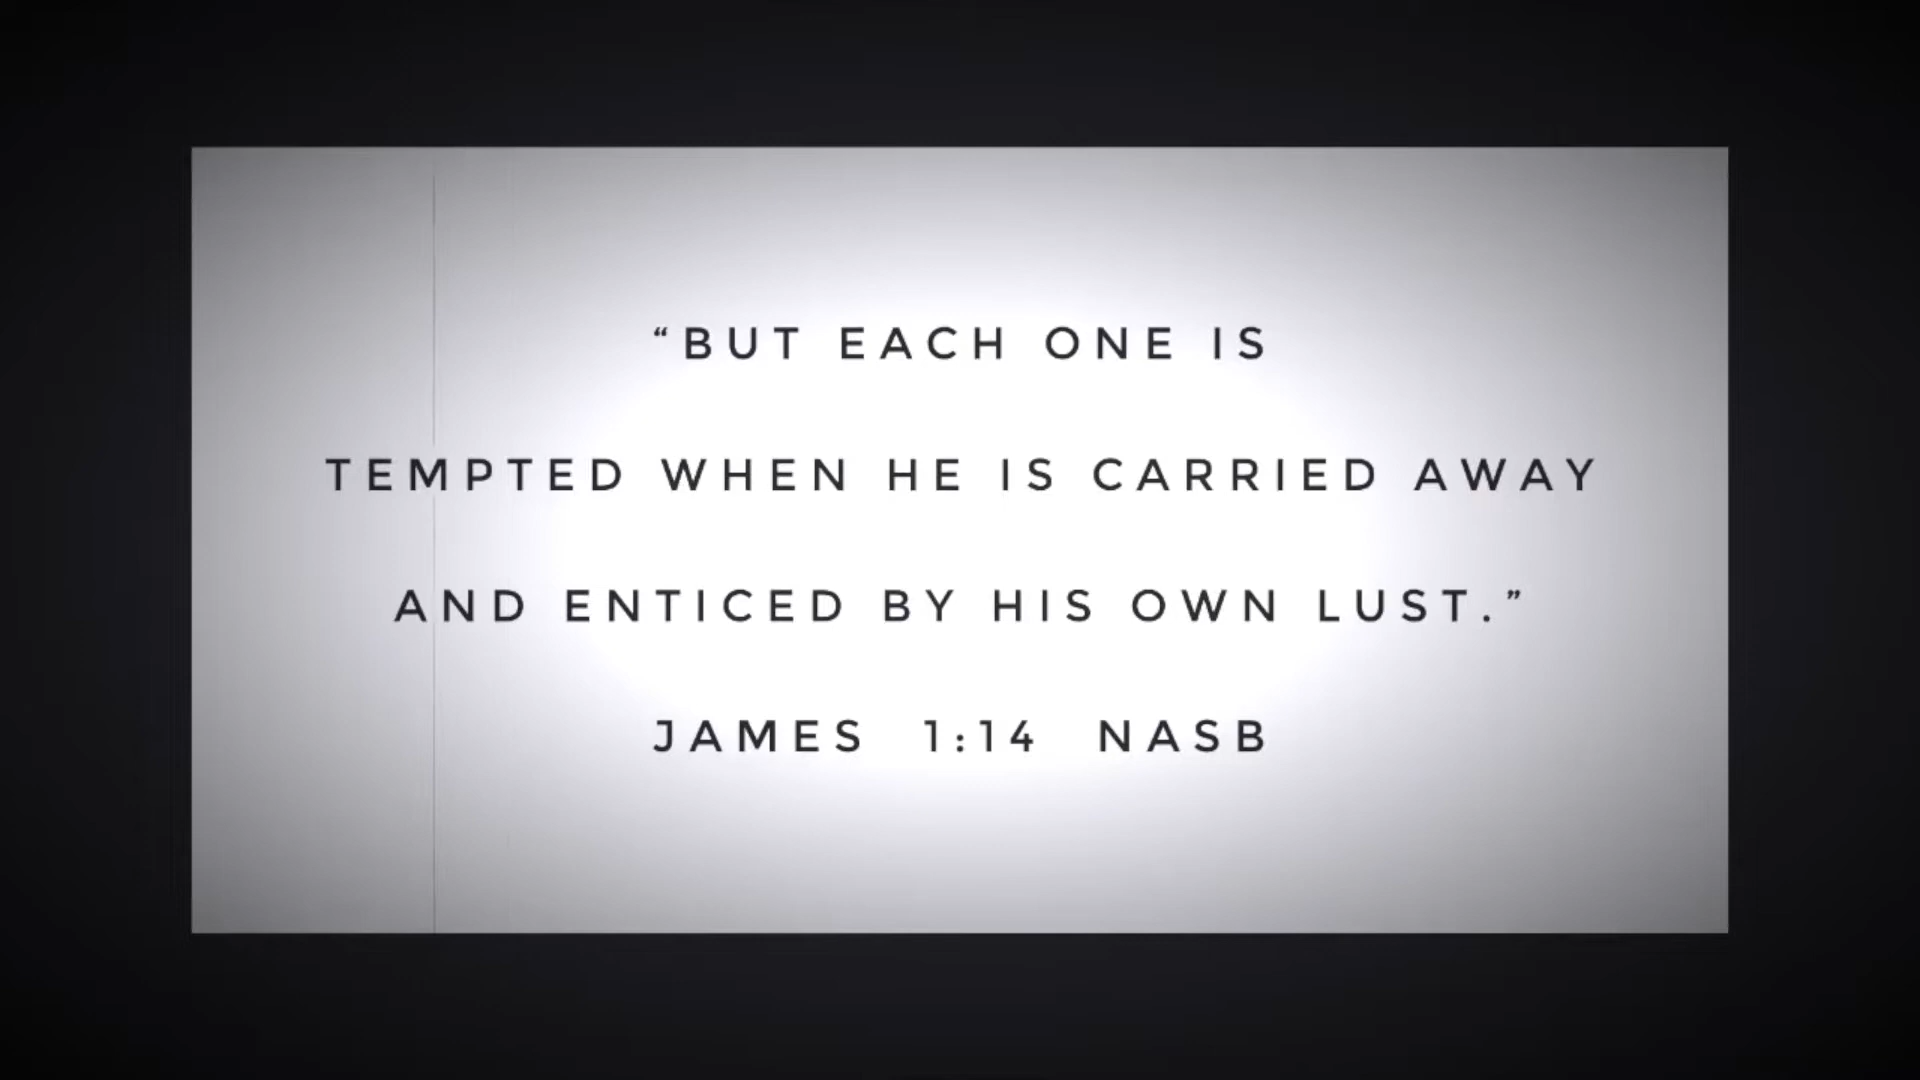 “BUT EACH ONE IS
TEMPTED WHEN HE IS CARRIED AWAY
AND ENTICED BY HIS OWN LUST.”
JAMES 1:14 NASB